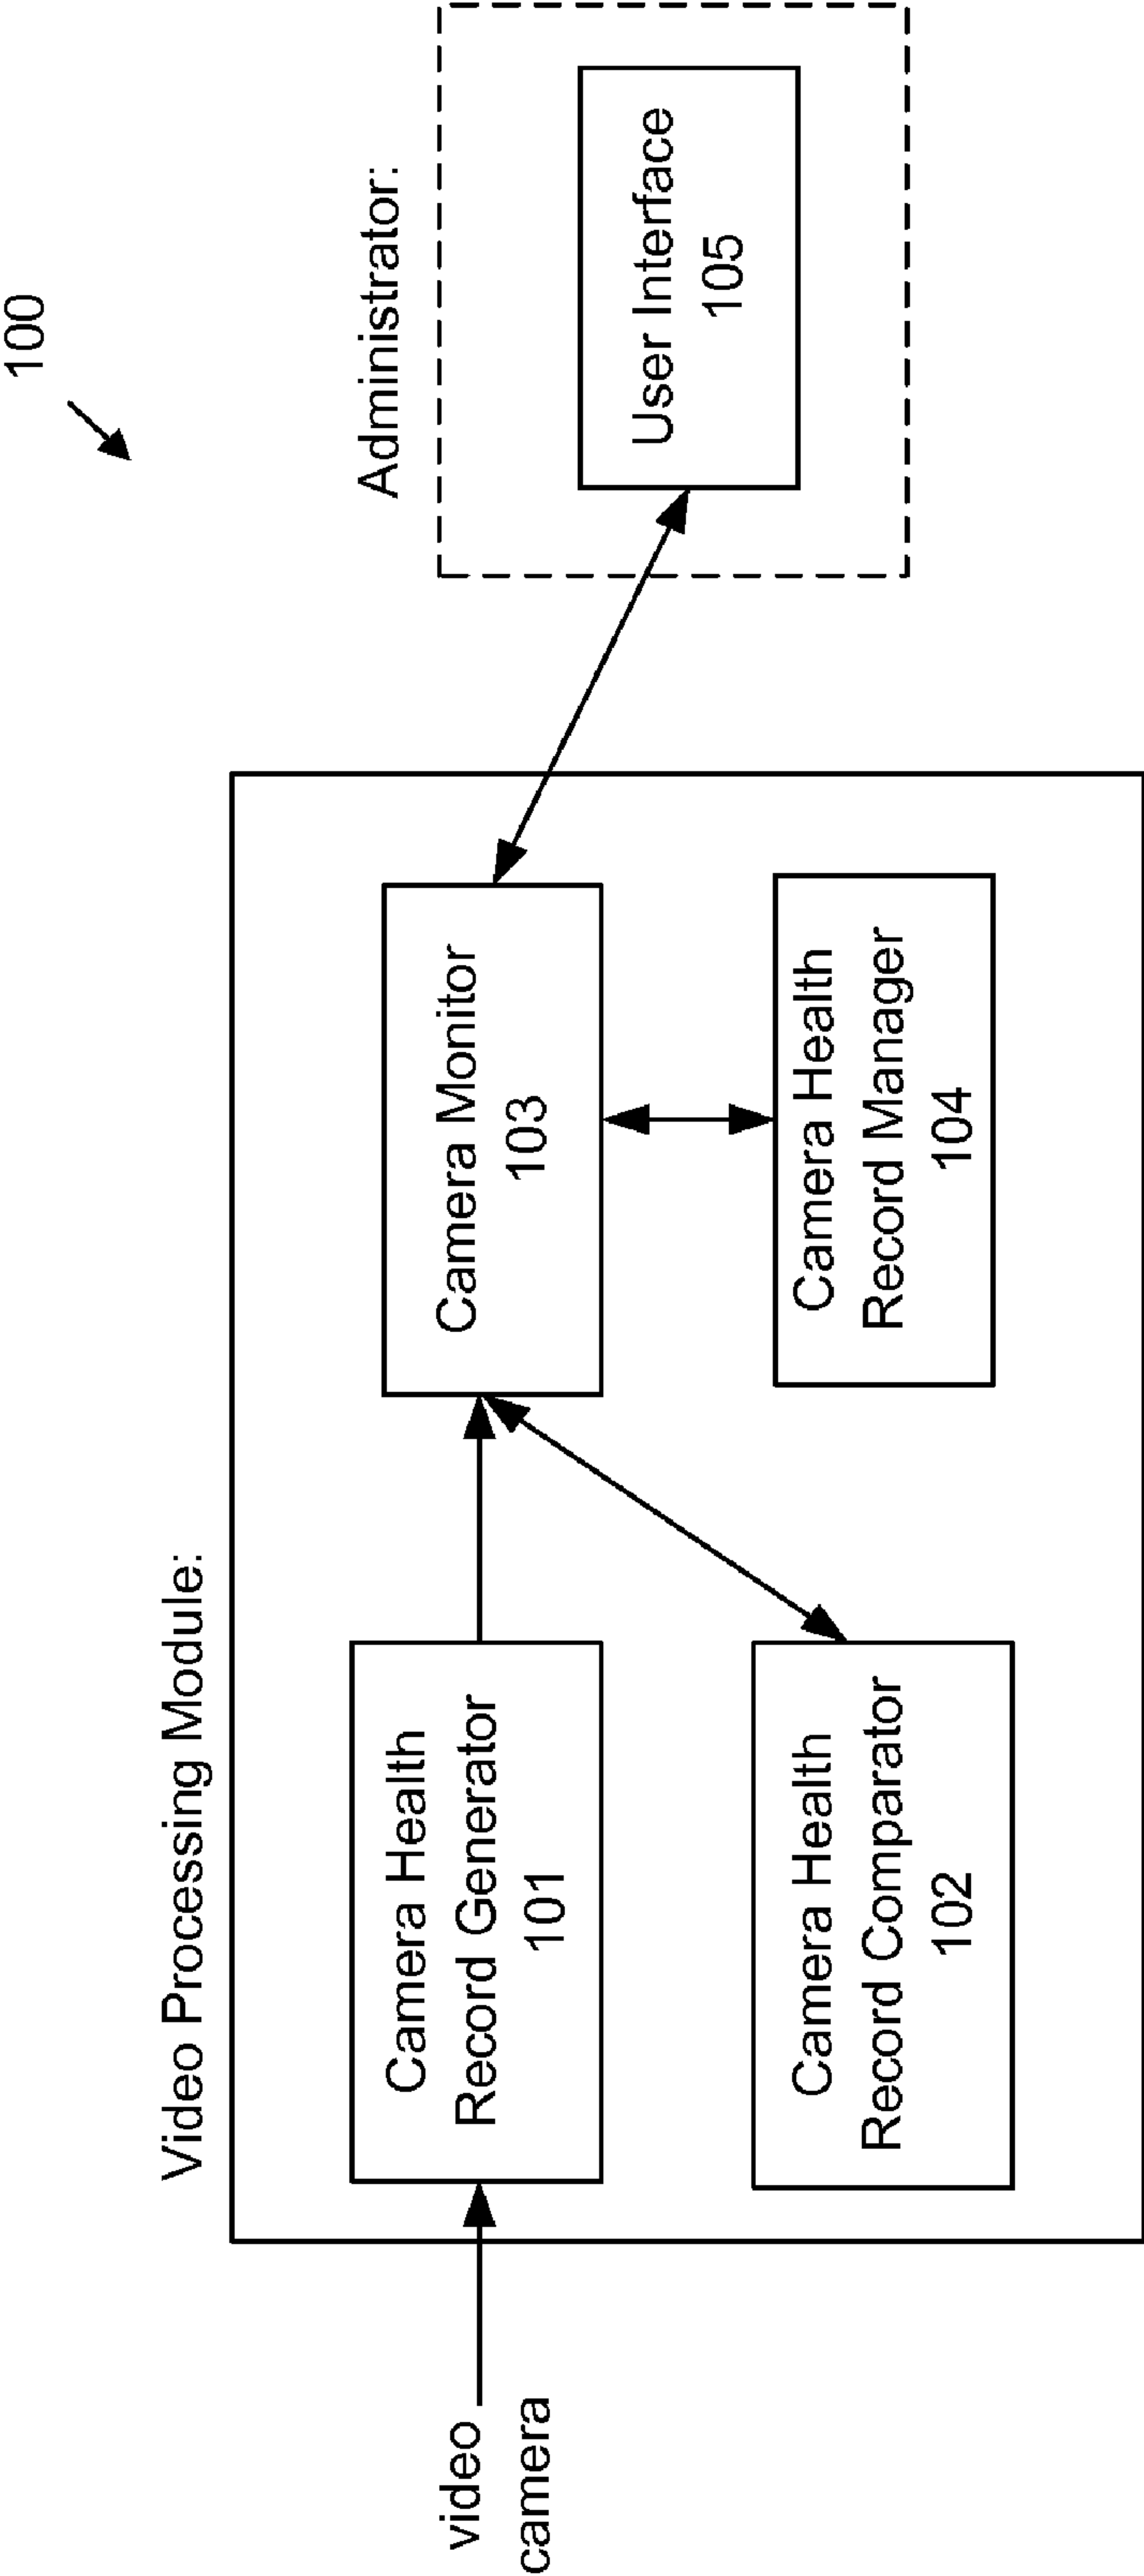 100
Video Processing Module:
Administrator:
video
camera
Camera Health
Record Generator
101
Camera Monitor
103
User Interface
105
Camera Health
Record Comparator
102
Camera Health
Record Manager
104